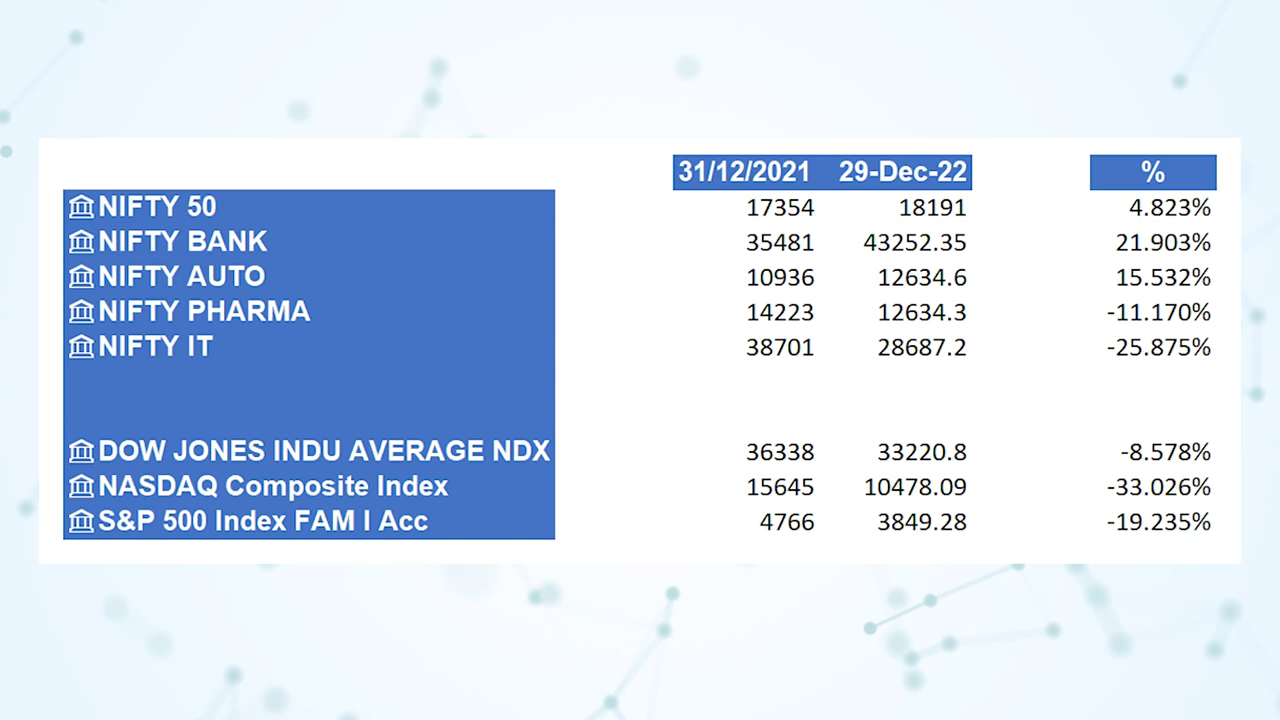 31/12/2021 29-Dec-22 %
NIFTY 50 17354 18191 4.823%
NIFTY BANK 35481 43252.35 21.903%
NIFTY AUTO 10936 12634.6 15.532%
NIFTY PHARMA 14223 12634.3 -11.170%
NIFTY IT 38701 28687.2 -25.875%
DOW JONES INDU AVERAGE NDX 36338 33220.8 -8.578%
NASDAQ Composite Index 15645 10478.09 -33.026%
S&P 500 Index FAM I Acc 4766 3849.28 -19.235%